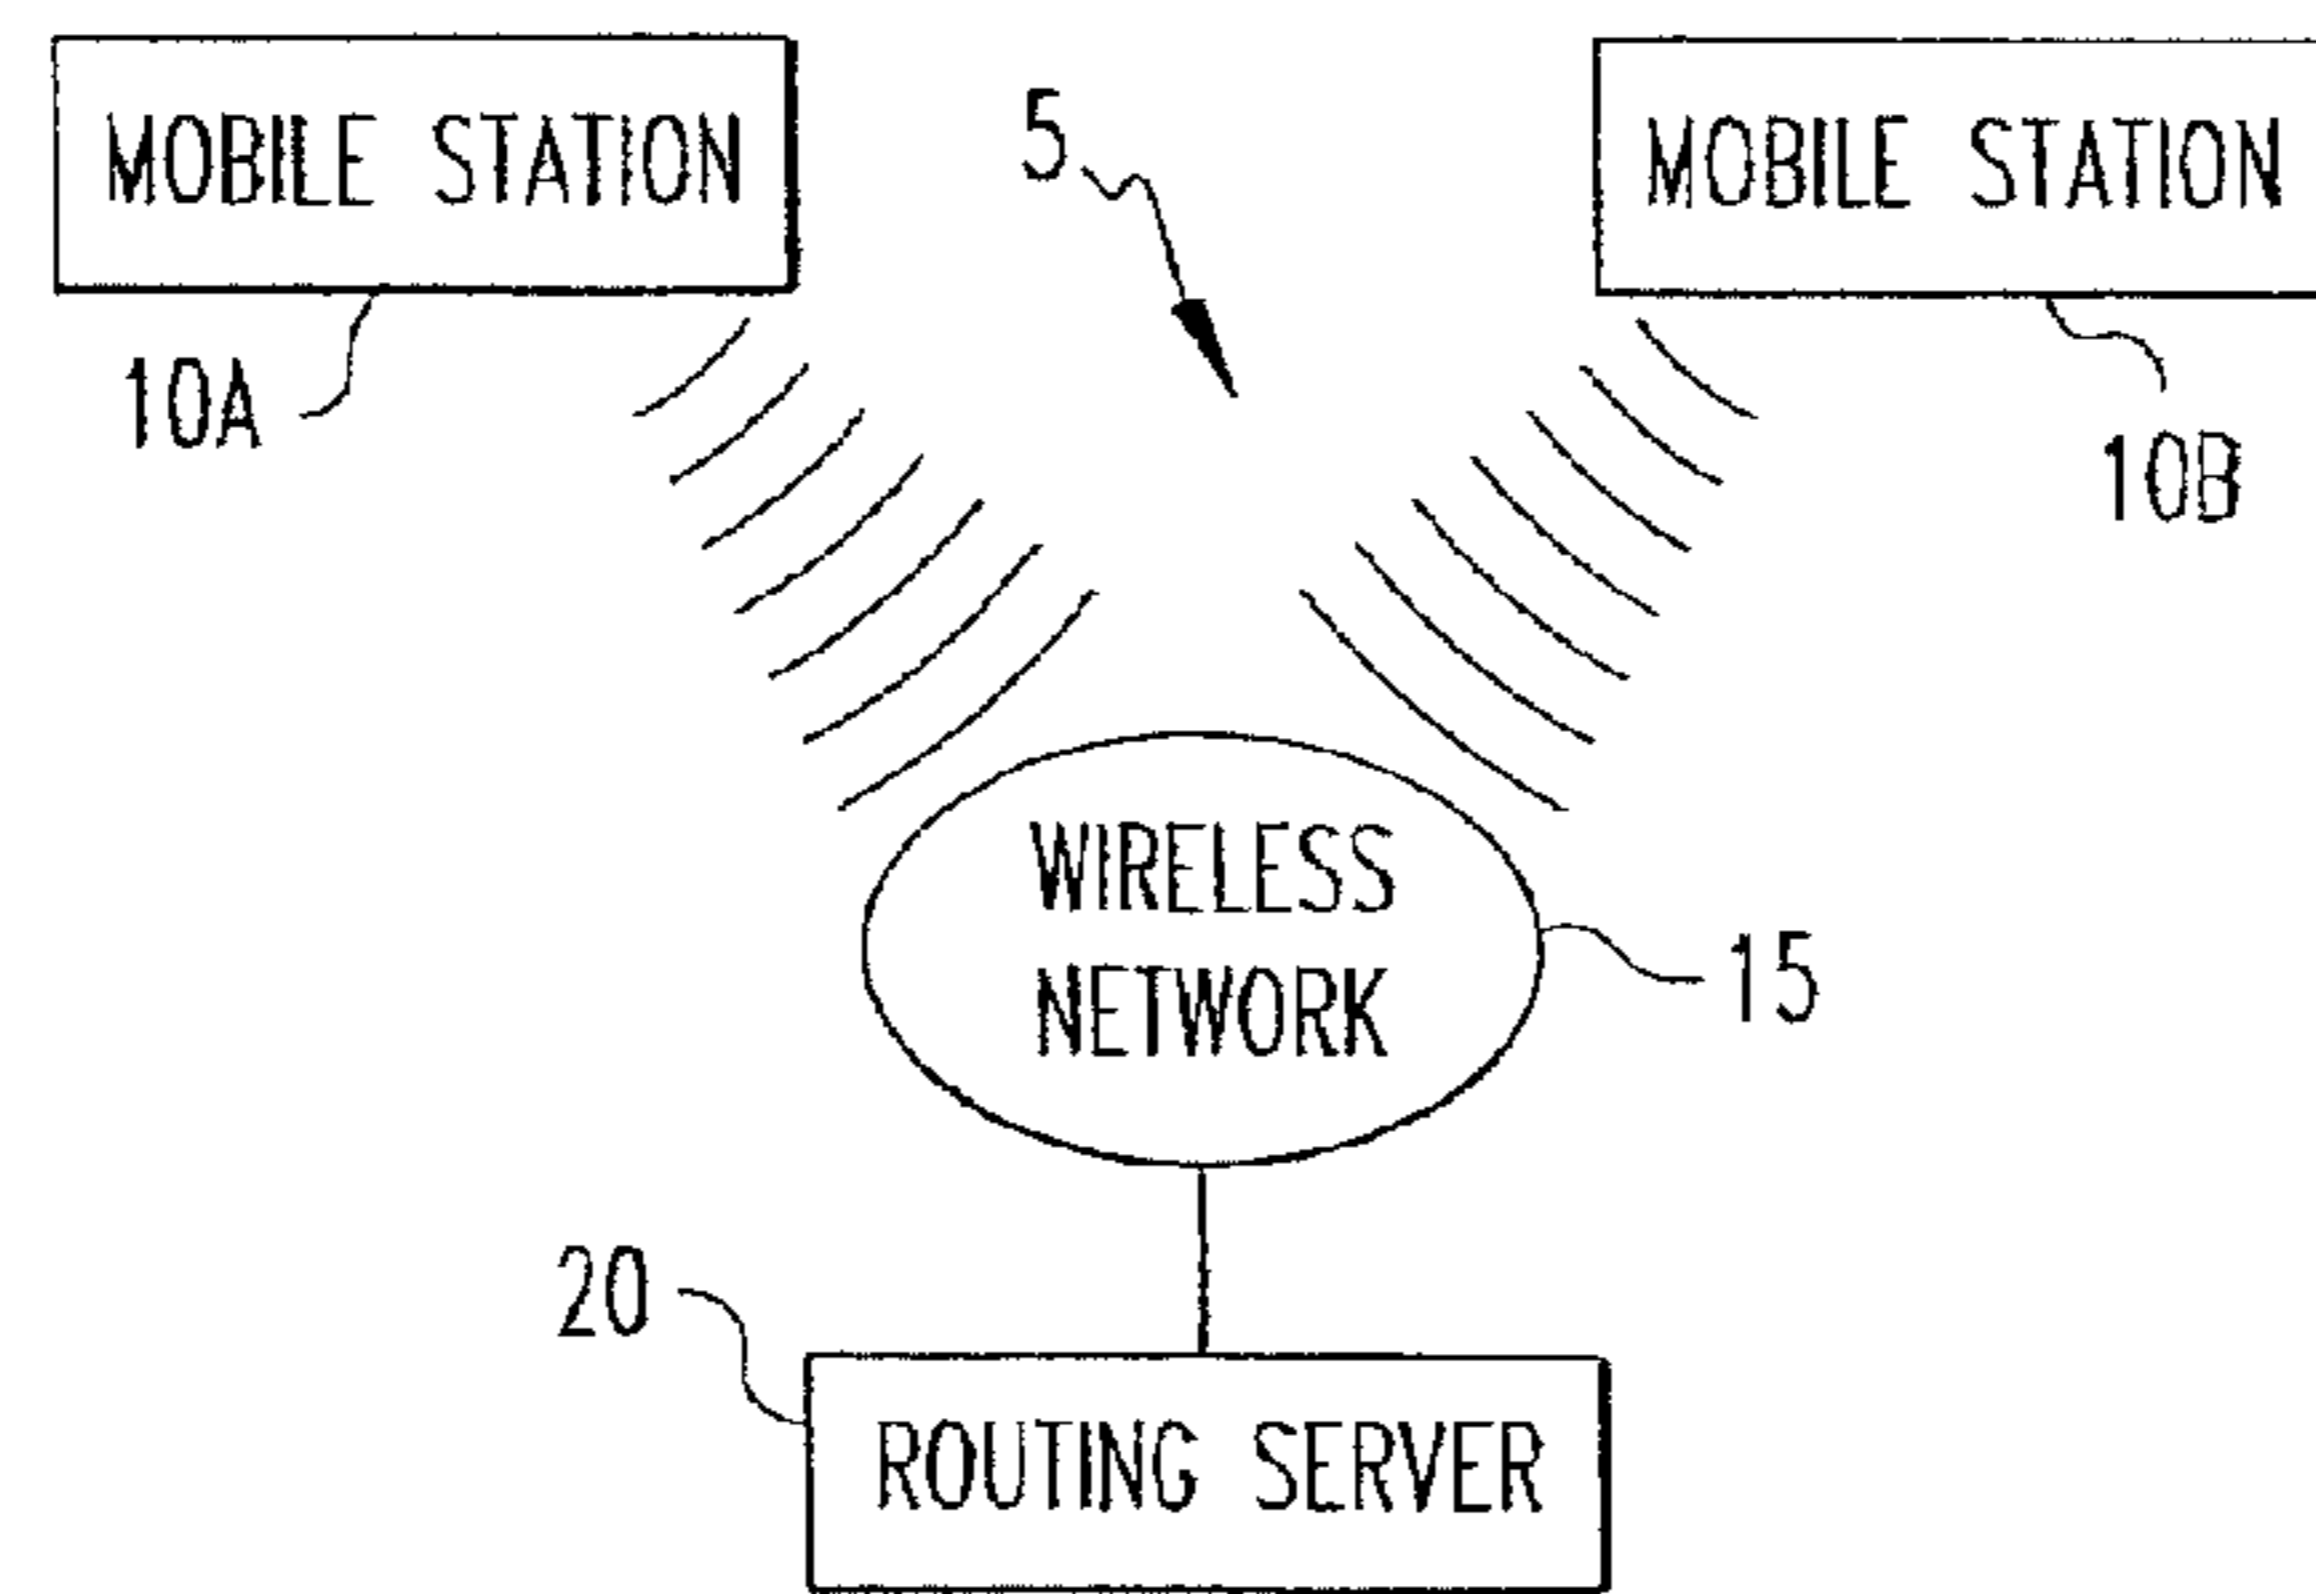 MOBILE STATION
5
MOBILE STATION
10A
10B
WIRELESS
NETWORK
15
20
ROUTING SERVER